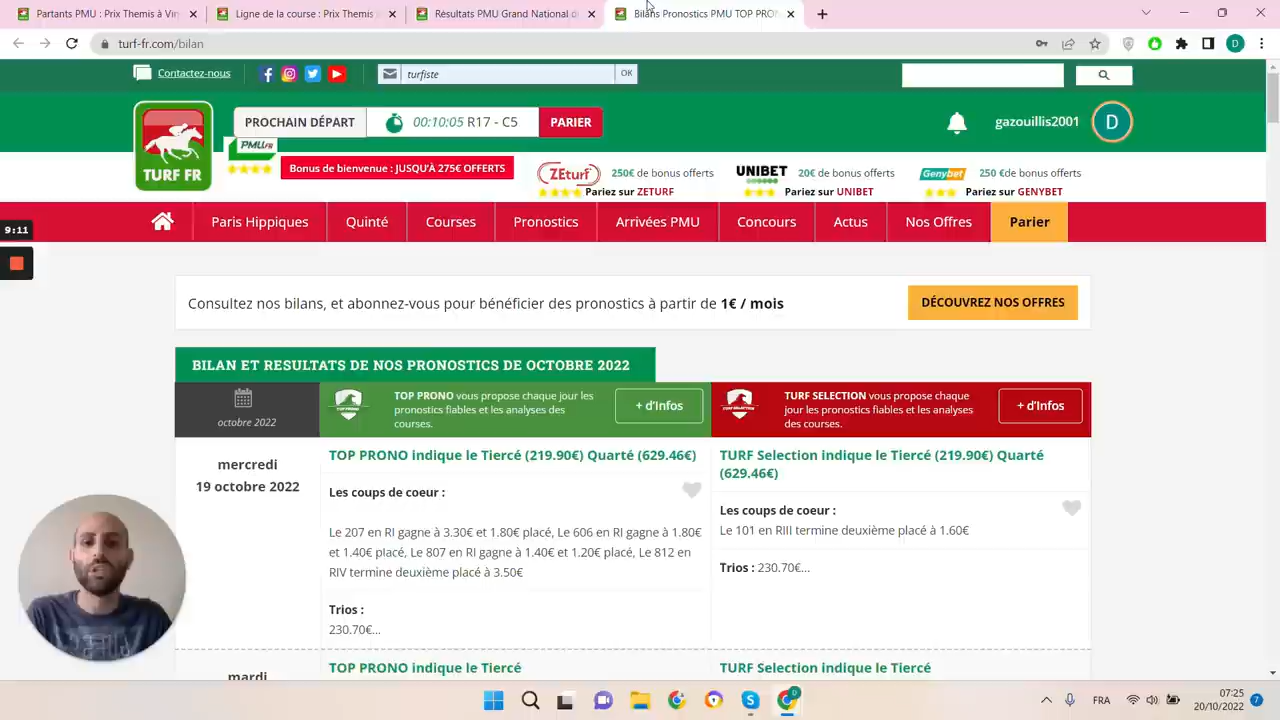 PMU Prix : Thiéry de Vin
Ligne de la course : Prix Thi
Résultats PMU Grand National d
Bilans Pronostics PMU TOP PRON
turf-fr.com/bilan
Contactez-nous
turfiste
OK
TURF FR
PROCHAIN DÉPART
00:10:05 R17 - C5
PARIER
gazouillis2001
D
PMU.FR
Bonus de bienvenue : JUSQU'À 275€ OFFERTS
ZEturf
250€ de bonus offerts
Pariez sur ZETURF
UNIBET
20€ de bonus offerts
Pariez sur UNIBET
Genybet
250 €de bonus offerts
Pariez sur GENYBET
Paris Hippiques
Quinté
Courses
Pronostics
Arrivées PMU
Concours
Actus
Nos Offres
Parier
9:11
Consultez nos bilans, et abonnez-vous pour bénéficier des pronostics à partir de 1€ / mois
DÉCOUVREZ NOS OFFRES
BILAN ET RESULTATS DE NOS PRONOSTICS DE OCTOBRE 2022
octobre 2022
TOP PRONO vous propose chaque jour les
pronostics fiables et les analyses des
courses.
+ d'Infos
TURF SELECTION vous propose chaque
jour les pronostics fiables et les analyses
des courses.
+ d'Infos
mercredi
19 octobre 2022
TOP PRONO indique le Tiercé (219.90€) Quarté (629.46€)
Les coups de coeur :
Le 207 en RI gagne à 3.30€ et 1.80€ placé, Le 606 en RI gagne à 1.80€
et 1.40€ placé, Le 807 en RI gagne à 1.40€ et 1.20€ placé, Le 812 en
RIV termine deuxième placé à 3.50€
Trios :
230.70€...
TURF Selection indique le Tiercé (219.90€) Quarté
(629.46€)
Les coups de coeur :
Le 101 en RIII termine deuxième placé à 1.60€
Trios : 230.70€...
mardi
TOP PRONO indique le Tiercé
TURF Selection indique le Tiercé
FRA
07:25
20/10/2022
7